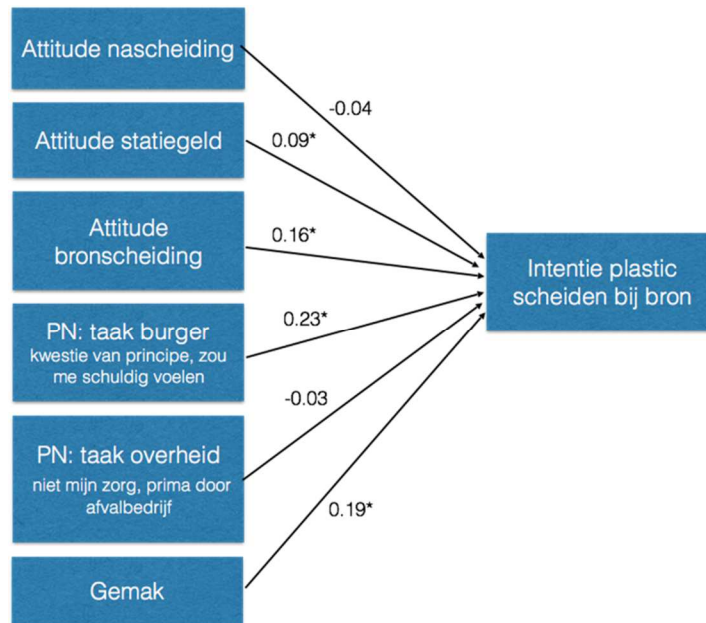 Attitude nascheiding
-0.04
Attitude statiegeld
0.09*
Attitude
bronscheiding
0.16*
Intentie plastic
scheiden bij bron
PN: taak burger
kwestie van principe, zou
me schuldig voelen
0.23*
PN: taak overheid
niet mijn zorg, prima door
afvalbedrijf
-0.03
Gemak
0.19*